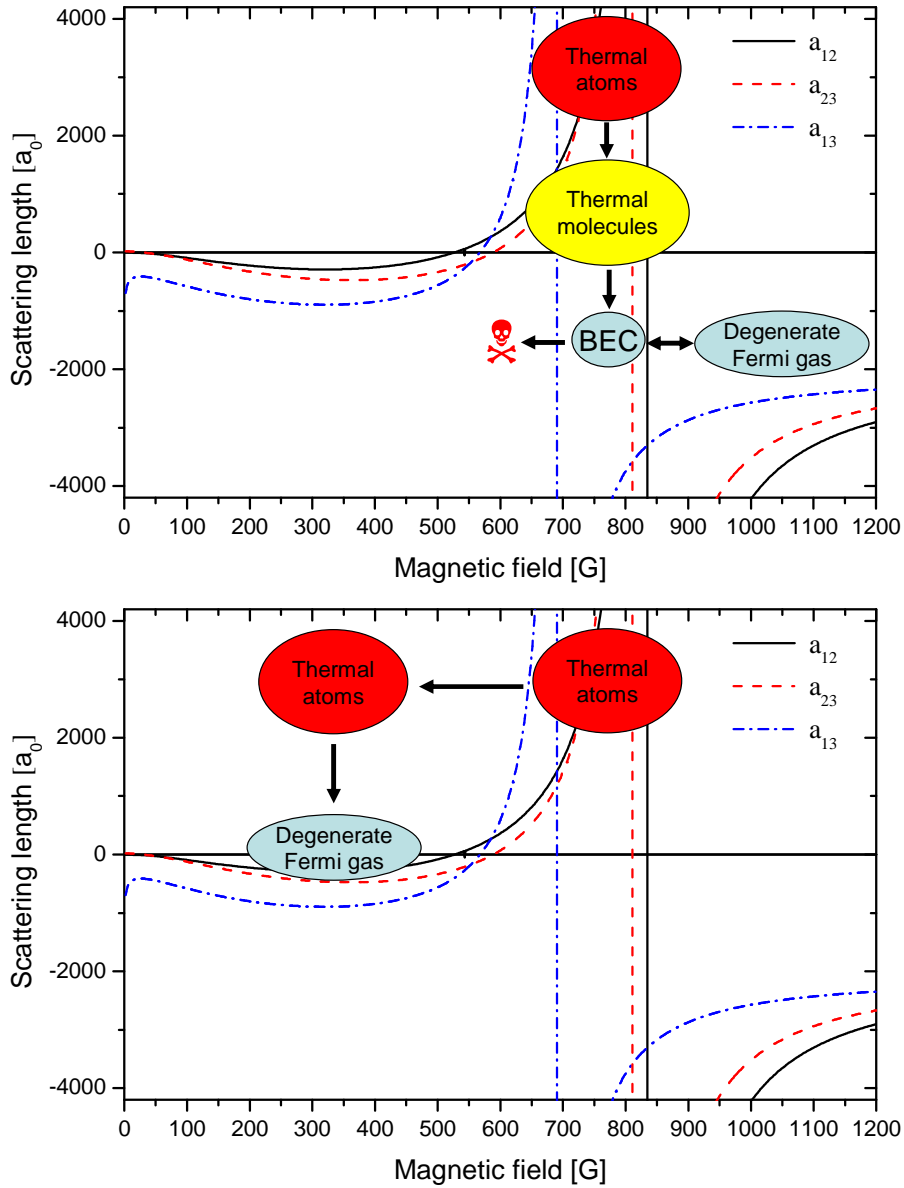 4000
2000
0
-2000
-4000
Scattering length [a0]
Thermal
atoms
Thermal
molecules
BEC
Degenerate
Fermi gas
a12
a23
a13
0 100 200 300 400 500 600 700 800 900 1000 1100 1200
Magnetic field [G]
4000
2000
0
-2000
-4000
Scattering length [a0]
Thermal
atoms
Thermal
atoms
Degenerate
Fermi gas
a12
a23
a13
0 100 200 300 400 500 600 700 800 900 1000 1100 1200
Magnetic field [G]